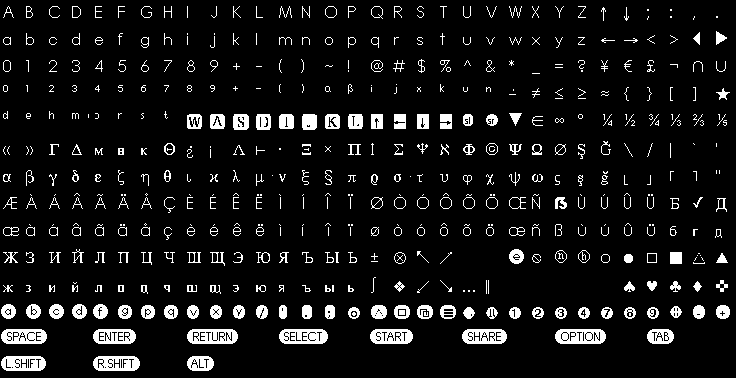 A B C D E F G H I J K L M N O P Q R S T U V W X Y Z ↑ ↓ ; : , .
a b c d e f g h i j k l m n o p q r s t u v w x y z ← → < > ◀ ▶
0 1 2 3 4 5 6 7 8 9 + - ( ) ~ ! @ # $ % ^ & * _ = ? ¥ € £ ¬ ∩ ∪
0 1 2 3 4 5 6 7 8 9 + - ( ) α i j k x n u n ≠ ≤ ≥ ≈ { } [ ] ★
d e h m r s t W A S D J . K L ↑ ← ↓ → sl sr ▼ ∈ ∞ ° ¼ ½ ¾ ⅓ ⅔ ⅛
« » Γ Δ м в к Θ ¿ ¡ Λ ⊢ · Ξ × Π Σ Ψ א Φ © Ψ Ω Ø Ş Ğ \ / | ` '
α β γ δ ε ζ η θ ι κ λ μ ν ξ § π ϱ σ τ υ φ χ ψ ω ş ğ "
Æ À Á Â Ã Ä Å Ç È É Ê Ë Ì Í Î Ï Ø Ò Ó Ô Õ Ö Œ Ñ ß Ù Ú Û Ü Б ✓ Д
æ à á â ã ä å ç è é ê ë ì í î ï ø ò ó ô õ ö œ ñ ß ù ú û ü б г д
Ж З И Й Л П Ц Ч Ш Щ Э Ю Я Ъ Ы Ь ± ⊗ ↖ ↗ ○ ● □ ■ △ ▲
ж з и й л п ц ч ш щ э ю я ъ ы ь ∫ ❖ ↙ ↘ … ‖ ♠ ♥ ♣ ♦
a b c d e f g p q v x y z / ' , ; 1 2 3 4 5 6 7 8 9 - +
SPACE ENTER RETURN SELECT START SHARE OPTION TAB
L.SHIFT R.SHIFT ALT